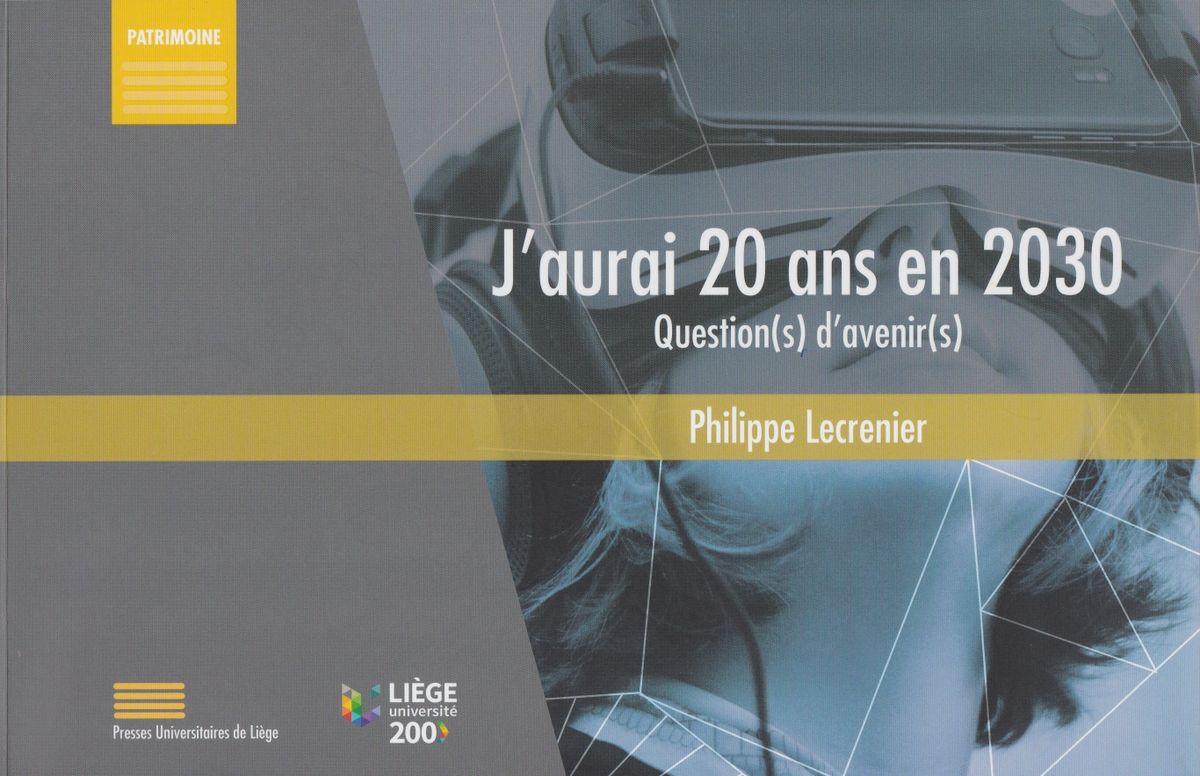 PATRIMOINE
J'aurai 20 ans en 2030
Question(s) d'avenir(s)
Philippe Lecrenier
Presses Universitaires de Liège
LIÈGE
université
200